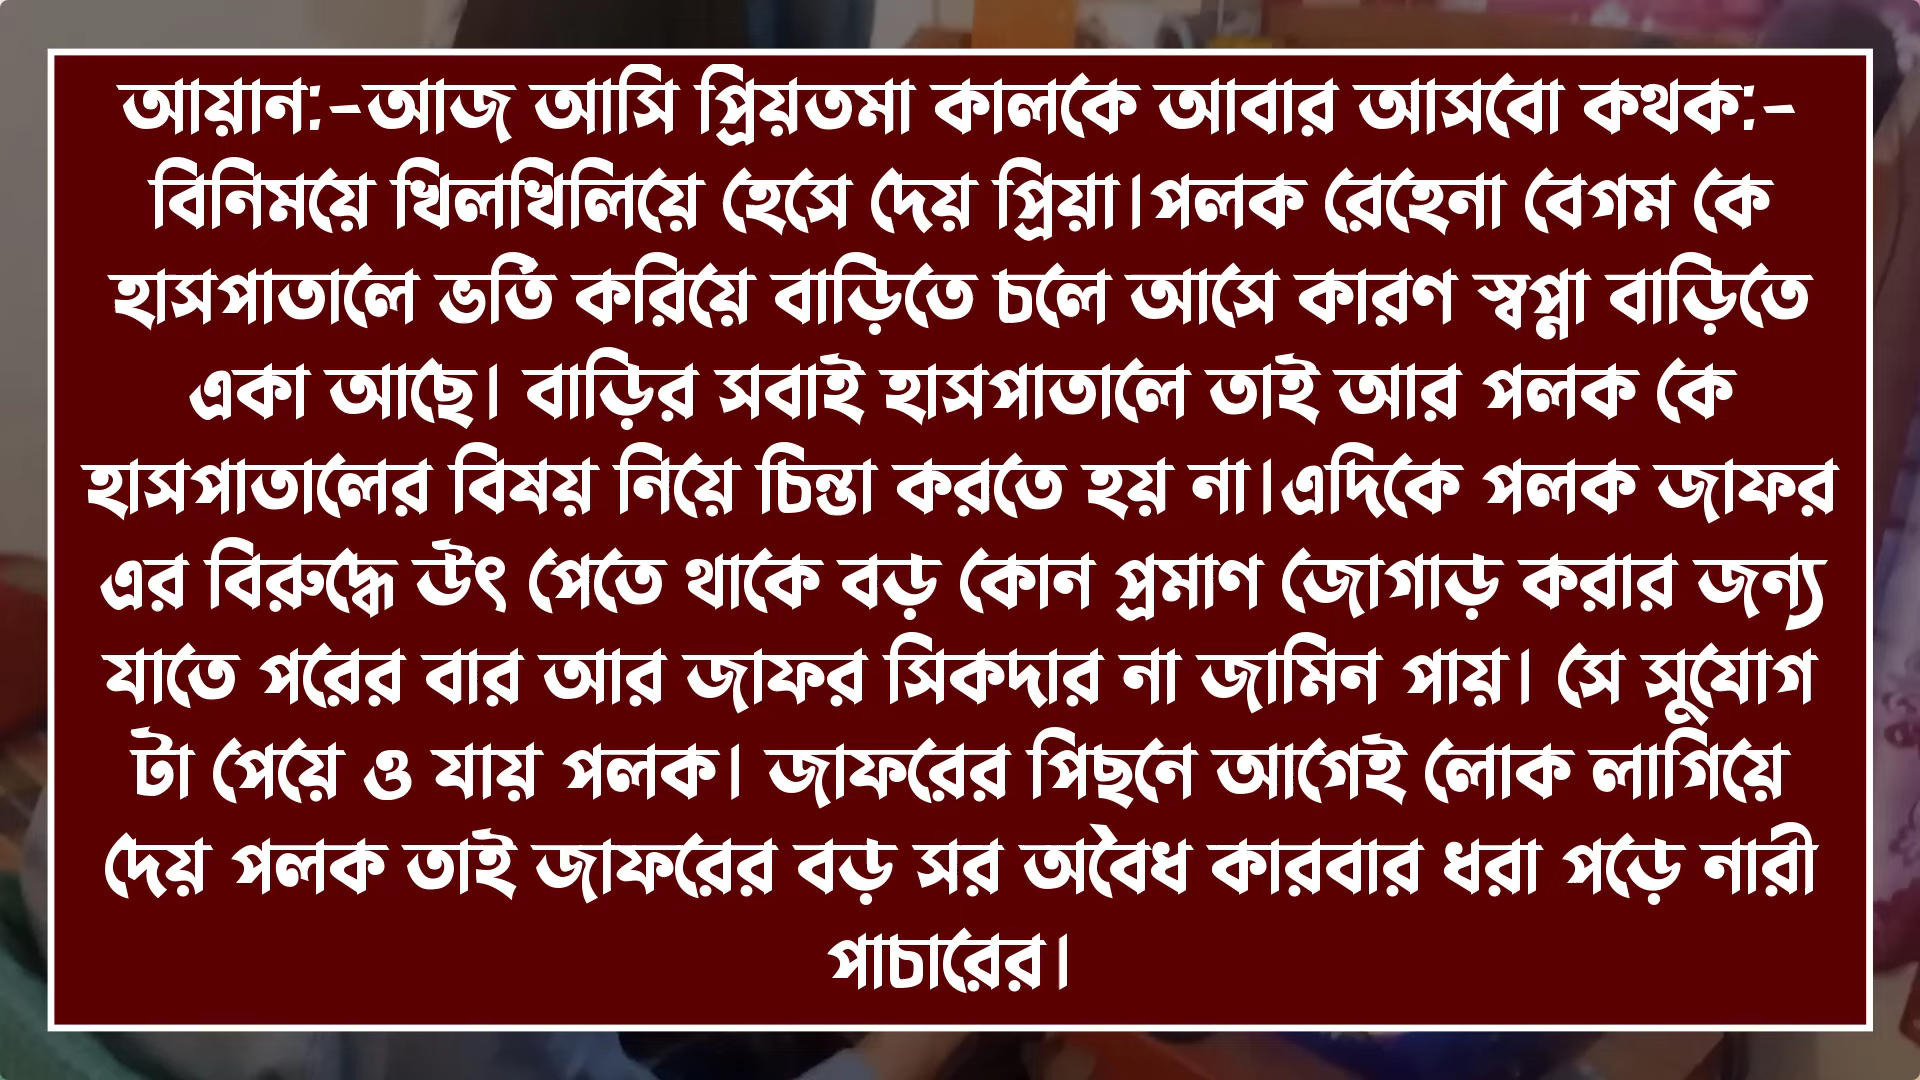 আয়ান:-আজ আসি প্রিয়তমা কালকে আবার আসবো কথক:-
বিনিময়ে খিলখিলিয়ে হেসে দেয় প্রিয়া।পলক রেহেনা বেগম কে
হাসপাতালে ভর্তি করিয়ে বাড়িতে চলে আসে কারণ স্বপ্না বাড়িতে
একা আছে। বাড়ির সবাই হাসপাতালে তাই আর পলক কে
হাসপাতালের বিষয় নিয়ে চিন্তা করতে হয় না।এদিকে পলক জাফর
এর বিরুদ্ধে ঊৎ পেতে থাকে বড় কোন প্রমাণ জোগাড় করার জন্য
যাতে পরের বার আর জাফর সিকদার না জামিন পায়। সে সুযোগ
টা পেয়ে ও যায় পলক। জাফরের পিছনে আগেই লোক লাগিয়ে
দেয় পলক তাই জাফরের বড় সর অবৈধ কারবার ধরা পড়ে নারী
পাচারের।